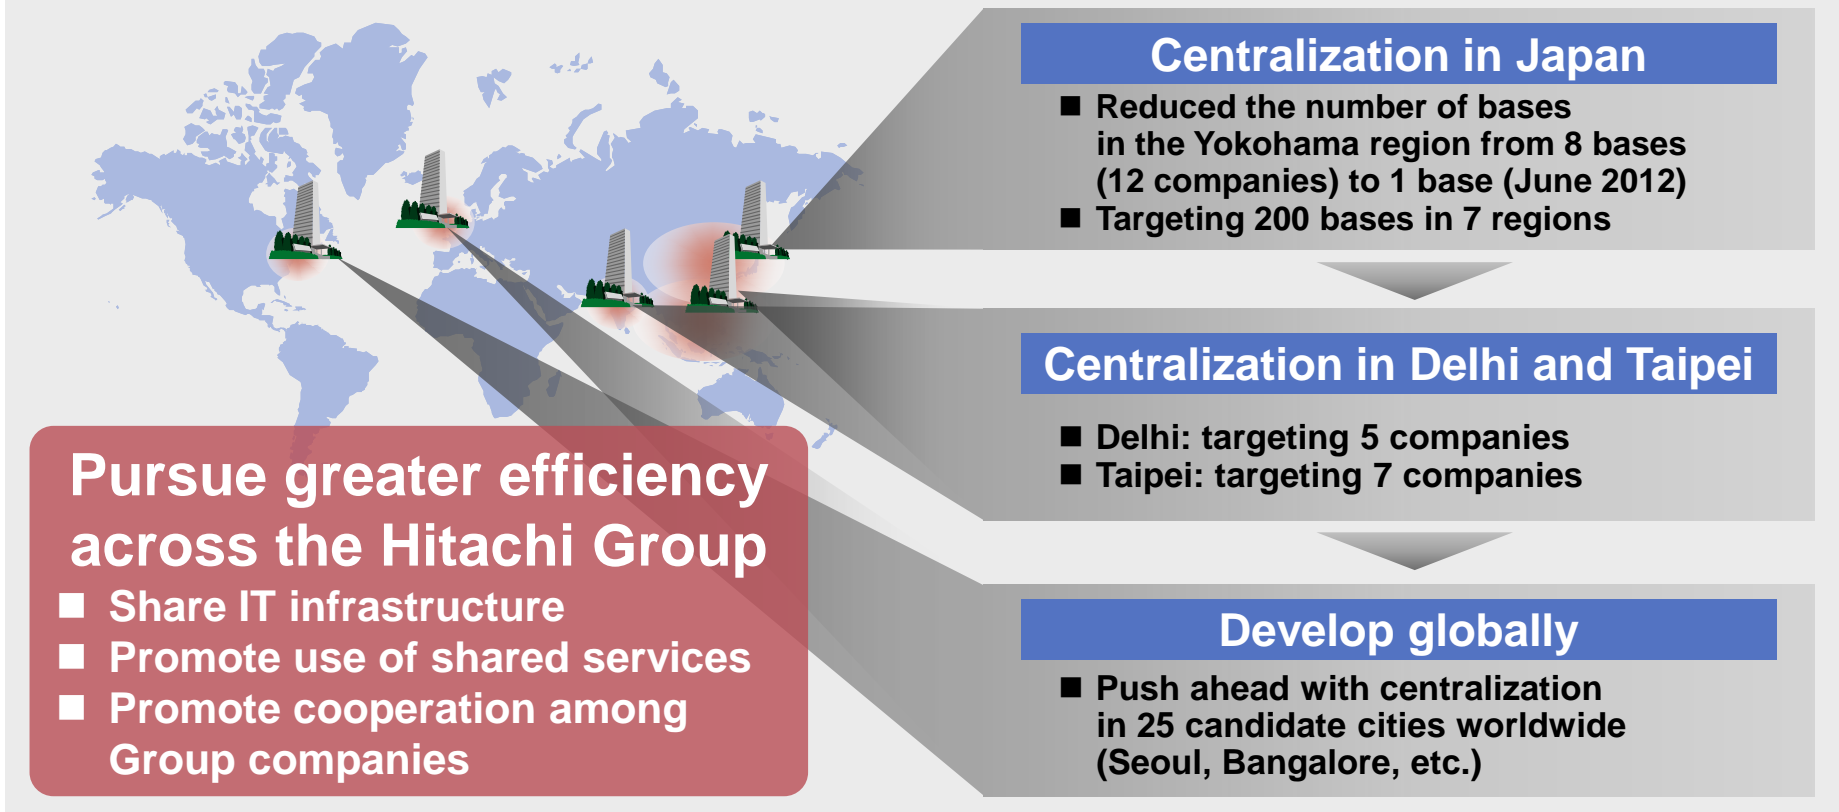 Centralization in Japan
■ Reduced the number of bases
in the Yokohama region from 8 bases
(12 companies) to 1 base (June 2012)
■ Targeting 200 bases in 7 regions
Centralization in Delhi and Taipei
■ Delhi: targeting 5 companies
■ Taipei: targeting 7 companies
Develop globally
■ Push ahead with centralization
in 25 candidate cities worldwide
(Seoul, Bangalore, etc.)
Pursue greater efficiency
across the Hitachi Group
■ Share IT infrastructure
■ Promote use of shared services
■ Promote cooperation among
Group companies